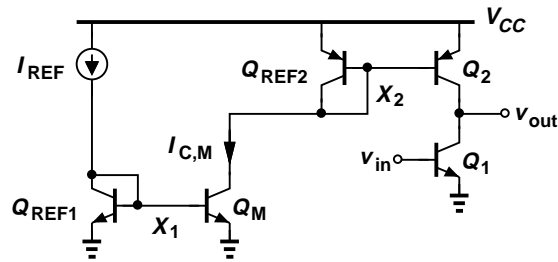 V_CC
I_REF
Q_REF2
X_2
Q_2
v_out
I_C,M
v_in
Q_1
Q_REF1
X_1
Q_M